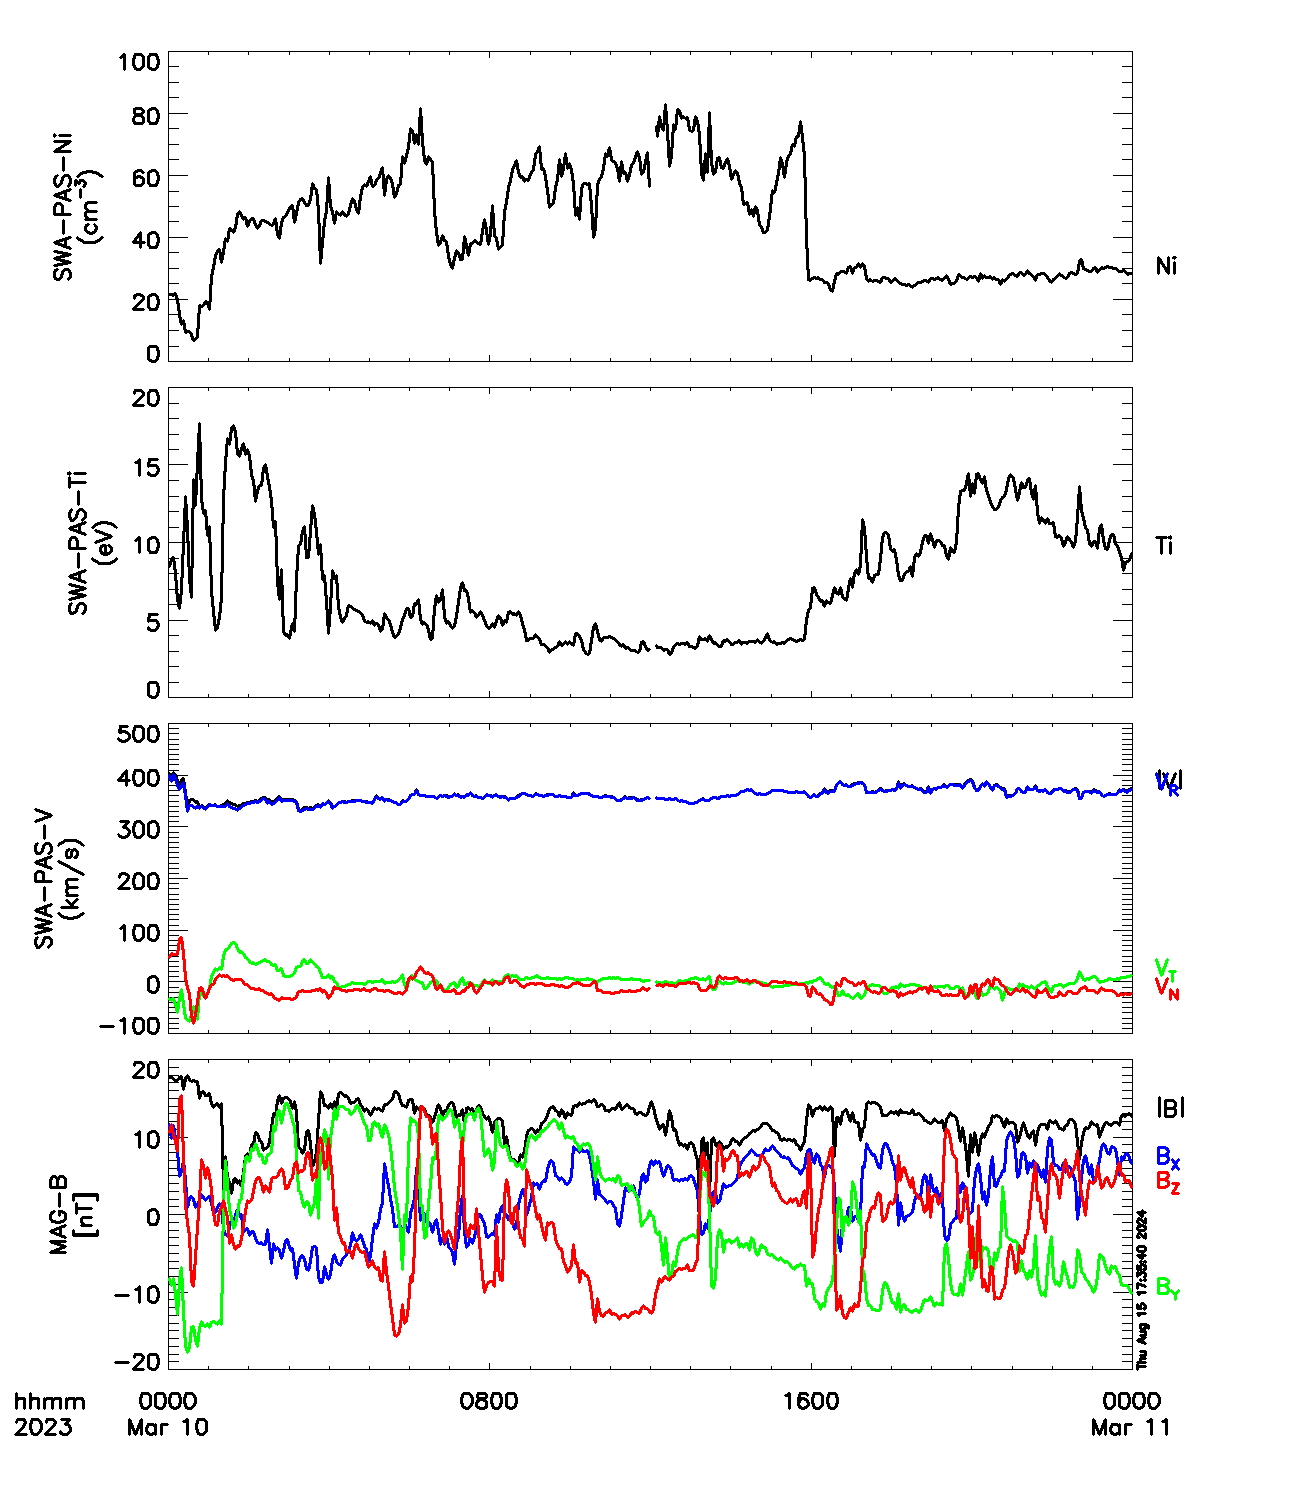 100
80
60
40
20
0
SWA-PAS-Ni
(cm⁻³)
Ni
20
15
10
5
0
SWA-PAS-Ti
(eV)
Ti
500
400
300
200
100
0
-100
SWA-PAS-V
(km/s)
|V|
V_R
V_T
V_N
20
10
0
-10
-20
MAG-B
[nT]
|B|
B_X
B_Z
B_Y
Thu Aug 15 17:35:40 2024
hhmm 0000 0800 1600 0000
2023 Mar 10 Mar 11